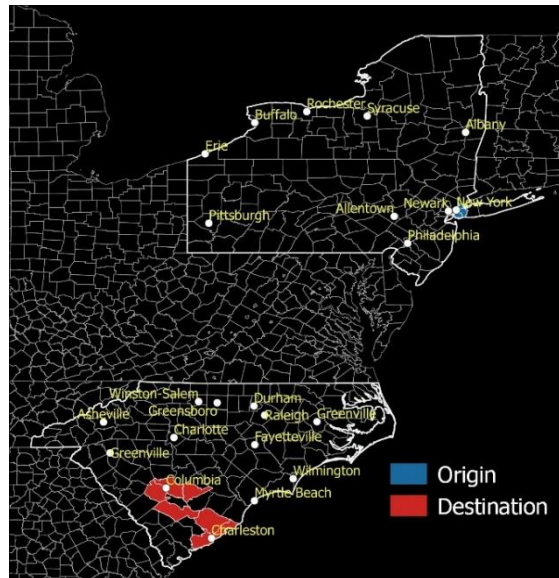 Rochester
Buffalo
Syracuse
Albany
Erie
Pittsburgh
Allentown
Newark
New York
Philadelphia
Winston-Salem
Durham
Asheville
Greensboro
Raleigh
Greenville
Charlotte
Fayetteville
Greenville
Wilmington
Columbia
Myrtle Beach
Charleston
Origin
Destination